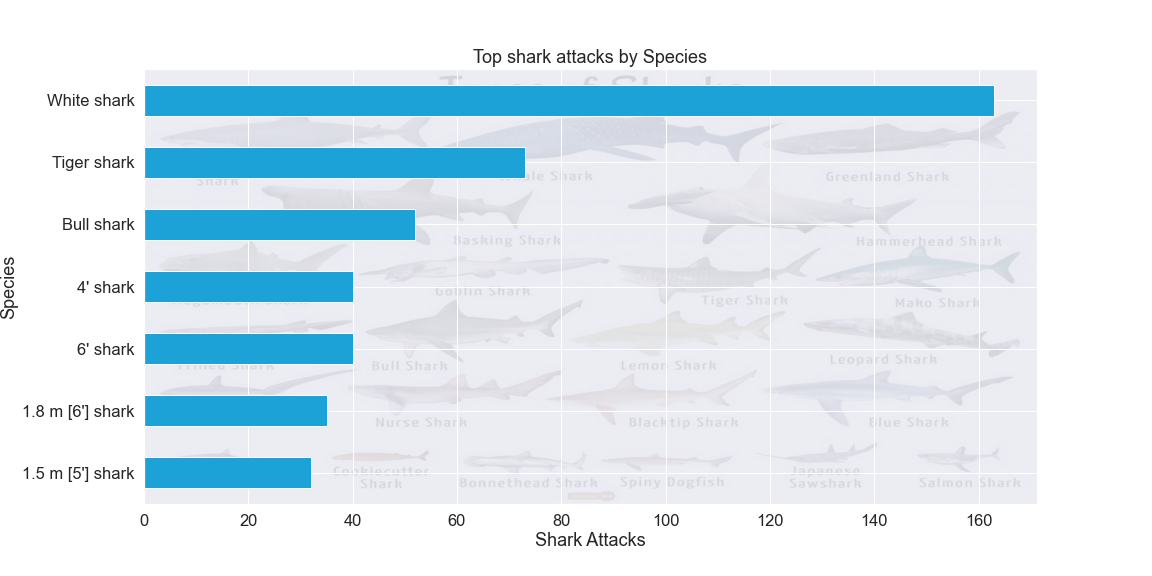 Top shark attacks by Species
White shark
Tiger shark
Bull shark
4' shark
6' shark
1.8 m [6'] shark
1.5 m [5'] shark
Species
0 20 40 60 80 100 120 140 160
Shark Attacks
Shark
Shark
Greenland Shark
Basking Shark
Hammerhead Shark
Goblin Shark
Tiger Shark
Mako Shark
Shark
Bull Shark
Lemon Shark
Leopard Shark
Nurse Shark
Blacktip Shark
Blue Shark
Cookiecutter
Shark
Bonnethead Shark
Spiny Dogfish
Japanese
Sawshark
Salmon Shark